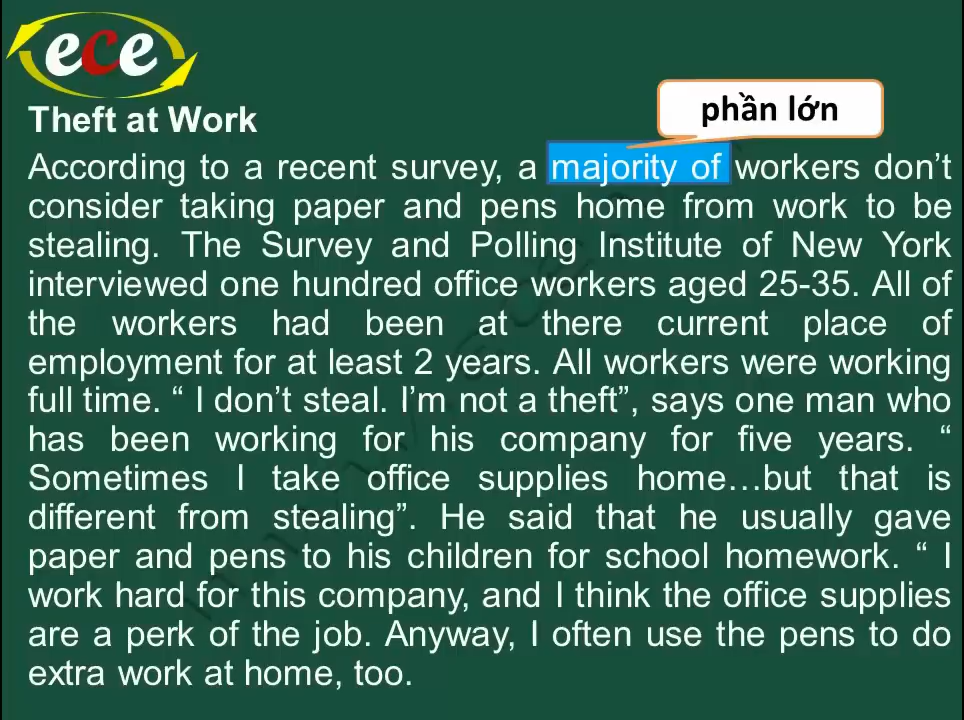 ece
Theft at Work
phần lớn
According to a recent survey, a majority of workers don’t
consider taking paper and pens home from work to be
stealing. The Survey and Polling Institute of New York
interviewed one hundred office workers aged 25-35. All of
the workers had been at there current place of
employment for at least 2 years. All workers were working
full time. “ I don’t steal. I’m not a theft”, says one man who
has been working for his company for five years. “
Sometimes I take office supplies home…but that is
different from stealing”. He said that he usually gave
paper and pens to his children for school homework. “ I
work hard for this company, and I think the office supplies
are a perk of the job. Anyway, I often use the pens to do
extra work at home, too.